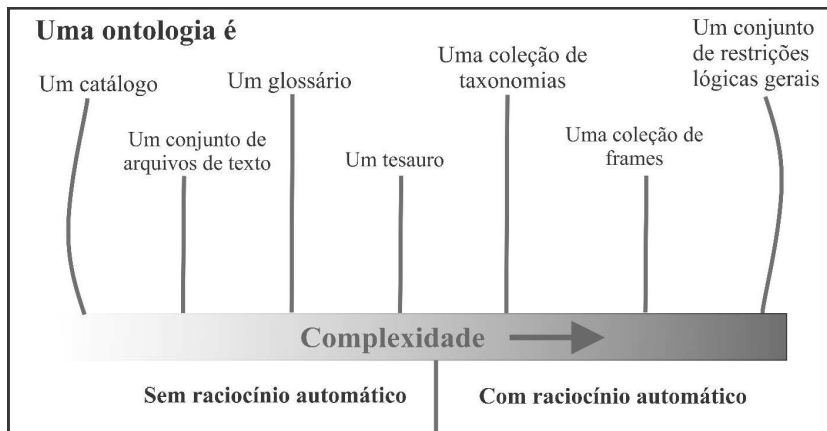 Uma ontologia é
Um catálogo
Um conjunto de
arquivos de texto
Um glossário
Um tesauro
Uma coleção de
taxonomias
Uma coleção de
frames
Um conjunto
de restrições
lógicas gerais
Complexidade
Sem raciocínio automático
Com raciocínio automático